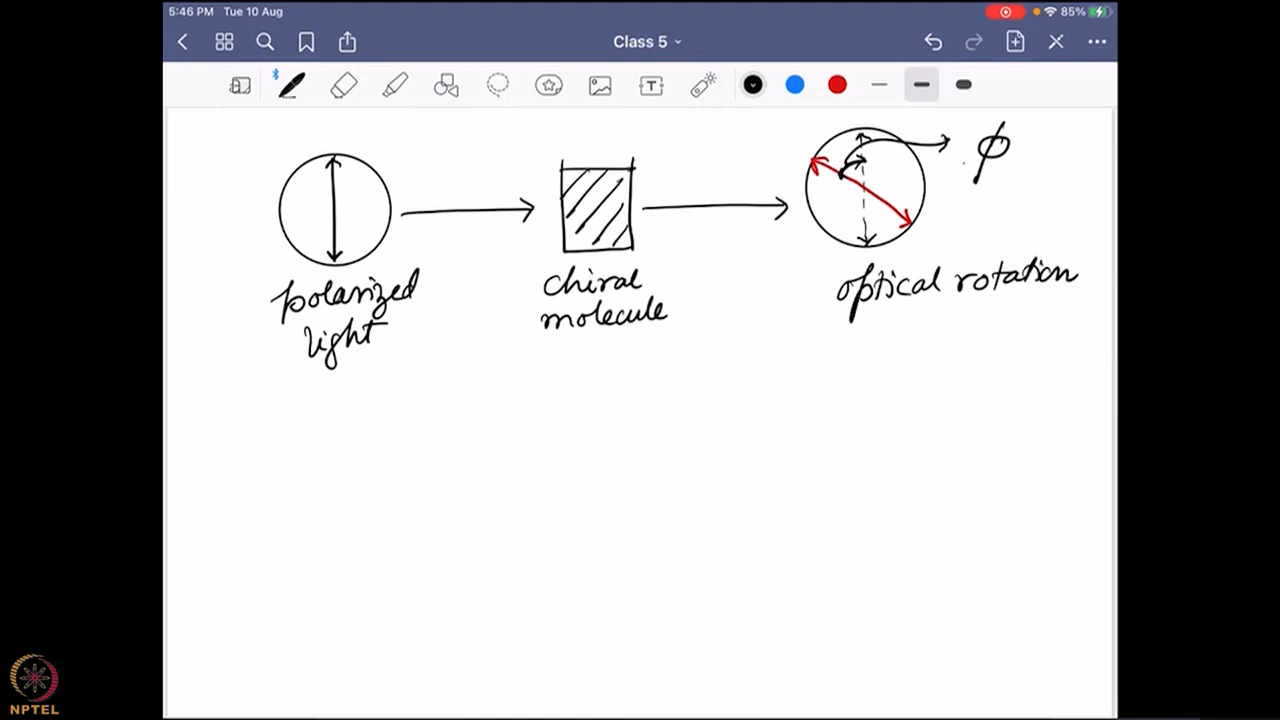 5:46 PM Tue 10 Aug
85%
Class 5
T
ϕ
polarized
light
chiral
molecule
optical rotation
NPTEL